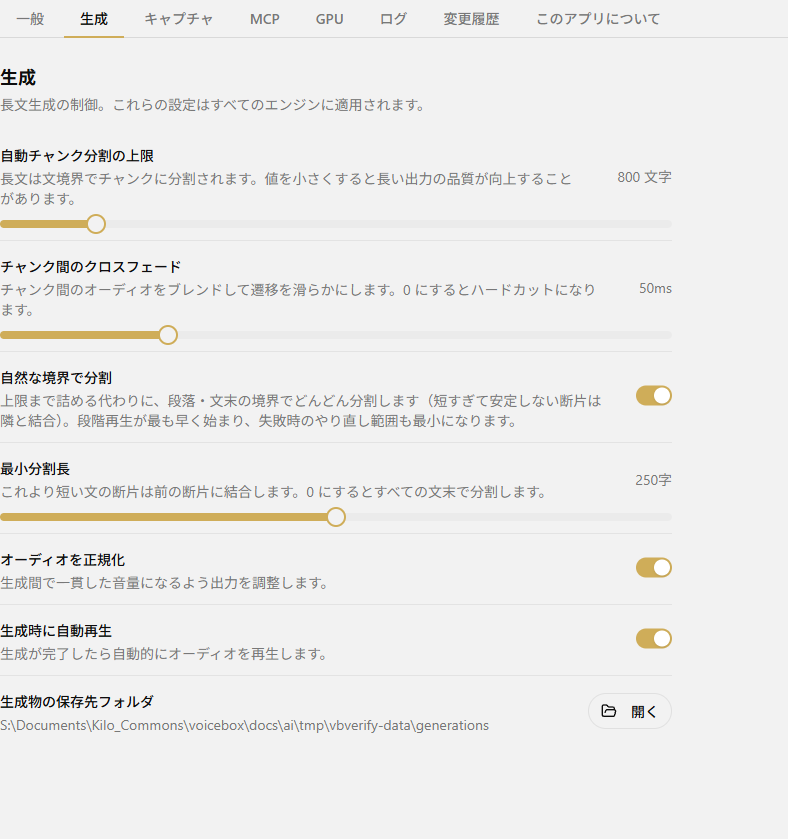 一般 生成 キャプチャ MCP GPU ログ 変更履歴 このアプリについて
生成
長文生成の制御。これらの設定はすべてのエンジンに適用されます。
自動チャンク分割の上限
長文は文境界でチャンクに分割されます。値を小さくすると長い出力の品質が向上すること
があります。
800 文字
チャンク間のクロスフェード
チャンク間のオーディオをブレンドして遷移を滑らかにします。0 にするとハードカットになり
ます。
50ms
自然な境界で分割
上限まで詰める代わりに、段落・文末の境界でどんどん分割します（短すぎて安定しない断片は
隣と結合）。段階再生が最も早く始まり、失敗時のやり直し範囲も最小になります。
最小分割長
これより短い文の断片は前の断片に結合します。0 にするとすべての文末で分割します。
250字
オーディオを正規化
生成間で一貫した音量になるよう出力を調整します。
生成時に自動再生
生成が完了したら自動的にオーディオを再生します。
生成物の保存先フォルダ
S:\Documents\Kilo_Commons\voicebox\docs\ai\tmp\vbverify-data\generations
開く